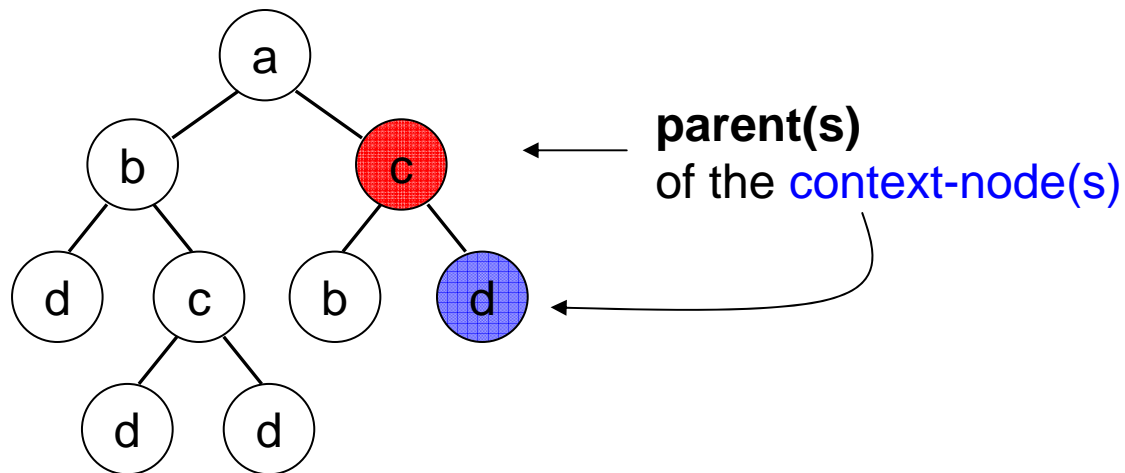 a
b c
parent(s)
of the context-node(s)
d c b d
d d